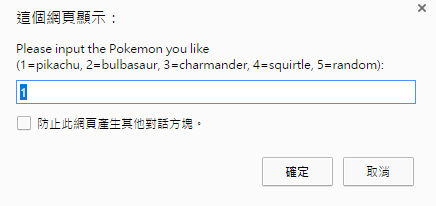 這個網頁顯示：
Please input the Pokemon you like
(1=pikachu, 2=bulbasaur, 3=charmander, 4=squirtle, 5=random):
1
防止此網頁產生其他對話方塊。
確定 取消